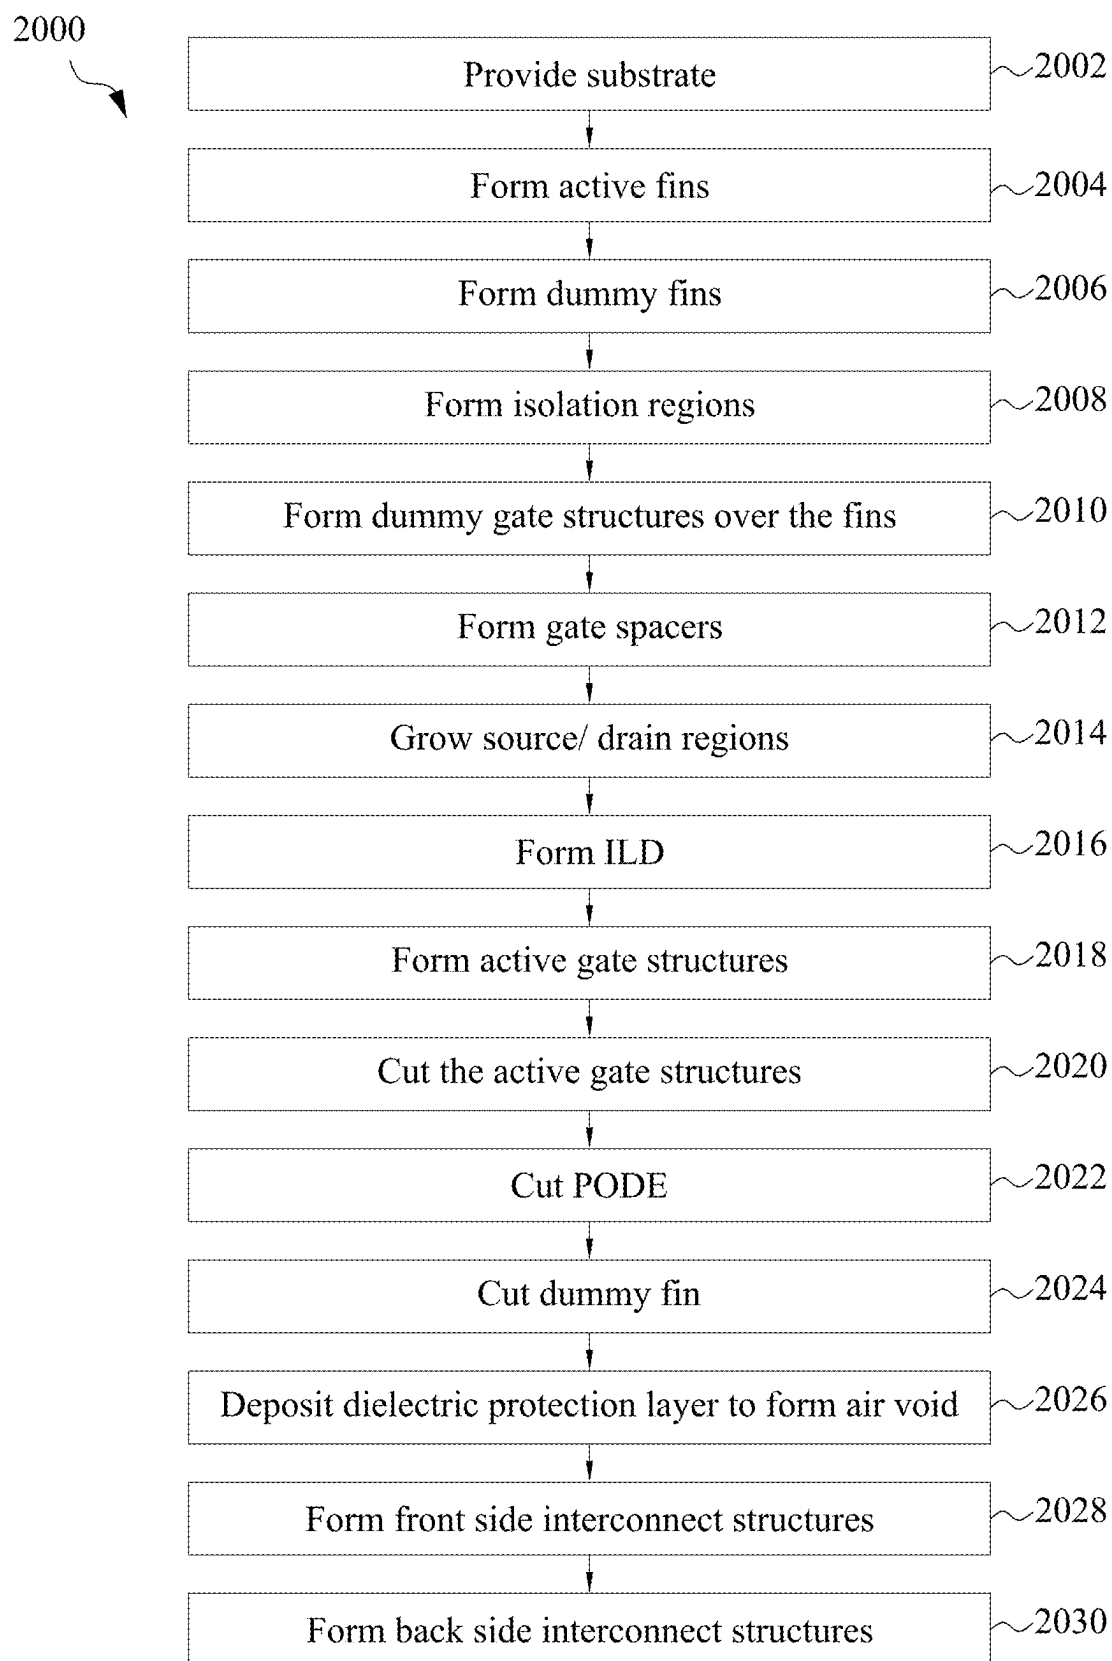 2000
Provide substrate 2002
Form active fins 2004
Form dummy fins 2006
Form isolation regions 2008
Form dummy gate structures over the fins 2010
Form gate spacers 2012
Grow source/ drain regions 2014
Form ILD 2016
Form active gate structures 2018
Cut the active gate structures 2020
Cut PODE 2022
Cut dummy fin 2024
Deposit dielectric protection layer to form air void 2026
Form front side interconnect structures 2028
Form back side interconnect structures 2030